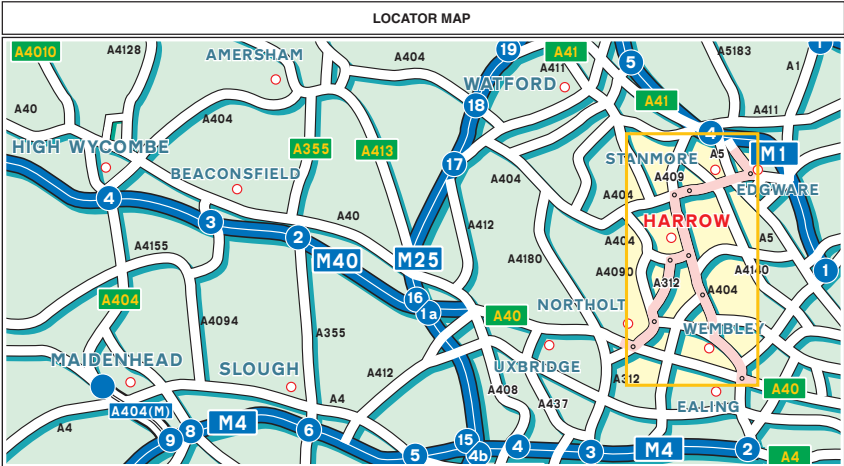 LOCATOR MAP
A4010
A4128
AMERSHAM
A404
19
A41
A5183
1
WATFORD
A411
5
A1
A40
A404
18
A41
A411
HIGH WYCOMBE
A355
A413
4
STANMORE
A5
M1
BEACONSFIELD
17
A404
A409
EDGWARE
4
A404
3
A40
A412
HARROW
2
A404
A5
A4155
M40
M25
A4180
A4090
A4140
1
A312
A404
16
A404
1a
A40
NORTHOLT
A4094
A355
WEMBLEY
MAIDENHEAD
SLOUGH
A412
UXBRIDGE
A312
A408
A40
A404(M)
A4
A437
EALING
A4
M4
9
8
6
15
5
4b
4
3
M4
2
A4